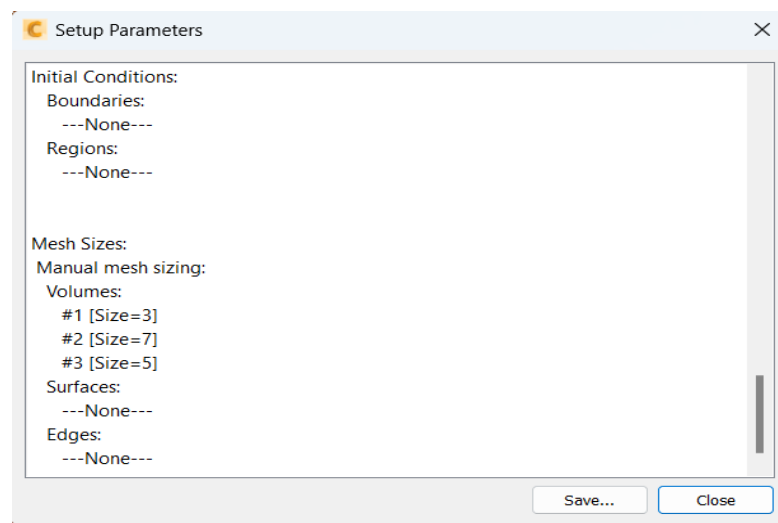 C Setup Parameters
Initial Conditions:
Boundaries:
---None---
Regions:
---None---
Mesh Sizes:
Manual mesh sizing:
Volumes:
#1 [Size=3]
#2 [Size=7]
#3 [Size=5]
Surfaces:
---None---
Edges:
---None---
Save... Close